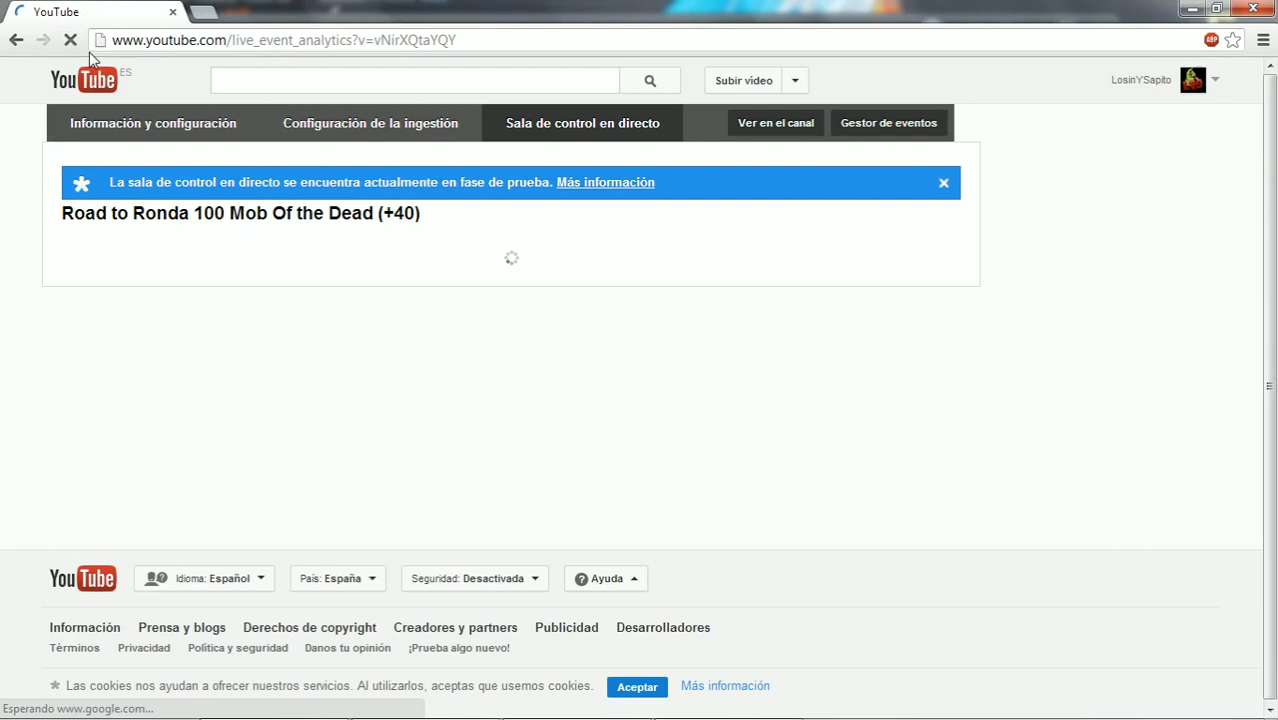 YouTube
www.youtube.com/live_event_analytics?v=vNirXQtaYQY
ABP
YouTube ES
Subir vídeo
LosinYSapito
Información y configuración
Configuración de la ingestión
Sala de control en directo
Ver en el canal
Gestor de eventos
La sala de control en directo se encuentra actualmente en fase de prueba. Más información
Road to Ronda 100 Mob Of the Dead (+40)
YouTube
Idioma: Español
País: España
Seguridad: Desactivada
Ayuda
Información
Prensa y blogs
Derechos de copyright
Creadores y partners
Publicidad
Desarrolladores
Términos
Privacidad
Política y seguridad
Danos tu opinión
¡Prueba algo nuevo!
Las cookies nos ayudan a ofrecer nuestros servicios. Al utilizarlos, aceptas que usemos cookies.
Aceptar
Más información
Esperando www.google.com...